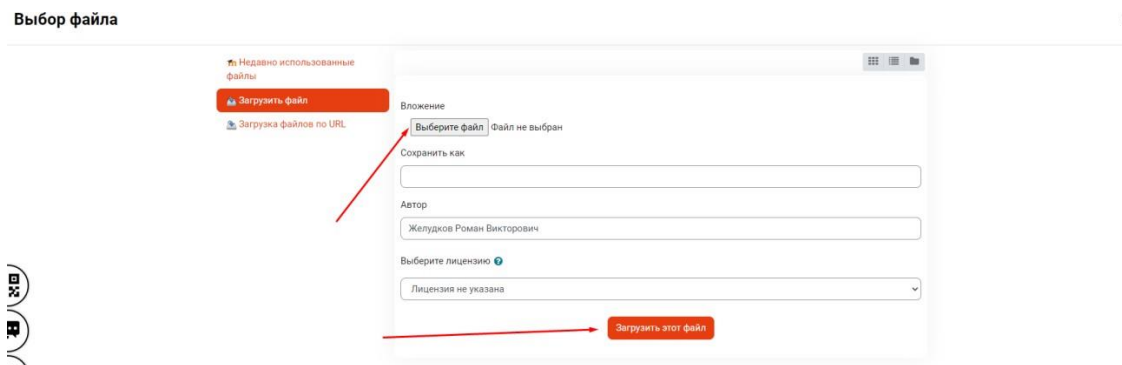 Выбор файла
Недавно использованные
файлы
Загрузить файл
Загрузка файлов по URL
Вложение
Выберите файл Файл не выбран
Сохранить как
Автор
Желудков Роман Викторович
Выберите лицензию ?
Лицензия не указана
Загрузить этот файл